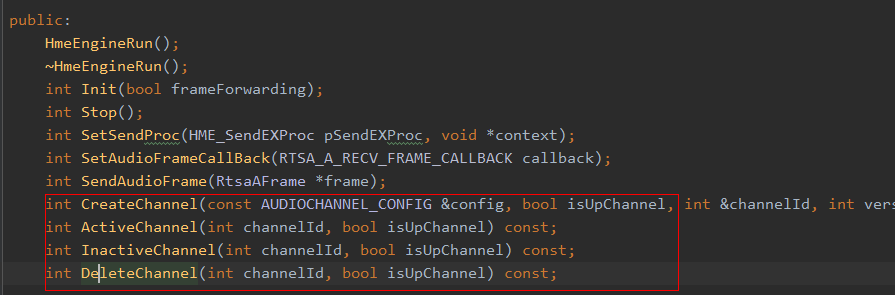 public:
HmeEngineRun();
~HmeEngineRun();
int Init(bool frameForwarding);
int Stop();
int SetSendProc(HME_SendEXProc pSendEXProc, void *context);
int SetAudioFrameCallBack(RTSA_A_RECV_FRAME_CALLBACK callback);
int SendAudioFrame(RtsaAFrame *frame);
int CreateChannel(const AUDIOCHANNEL_CONFIG &config, bool isUpChannel, int &channelId, int vers
int ActiveChannel(int channelId, bool isUpChannel) const;
int InactiveChannel(int channelId, bool isUpChannel) const;
int DeleteChannel(int channelId, bool isUpChannel) const;